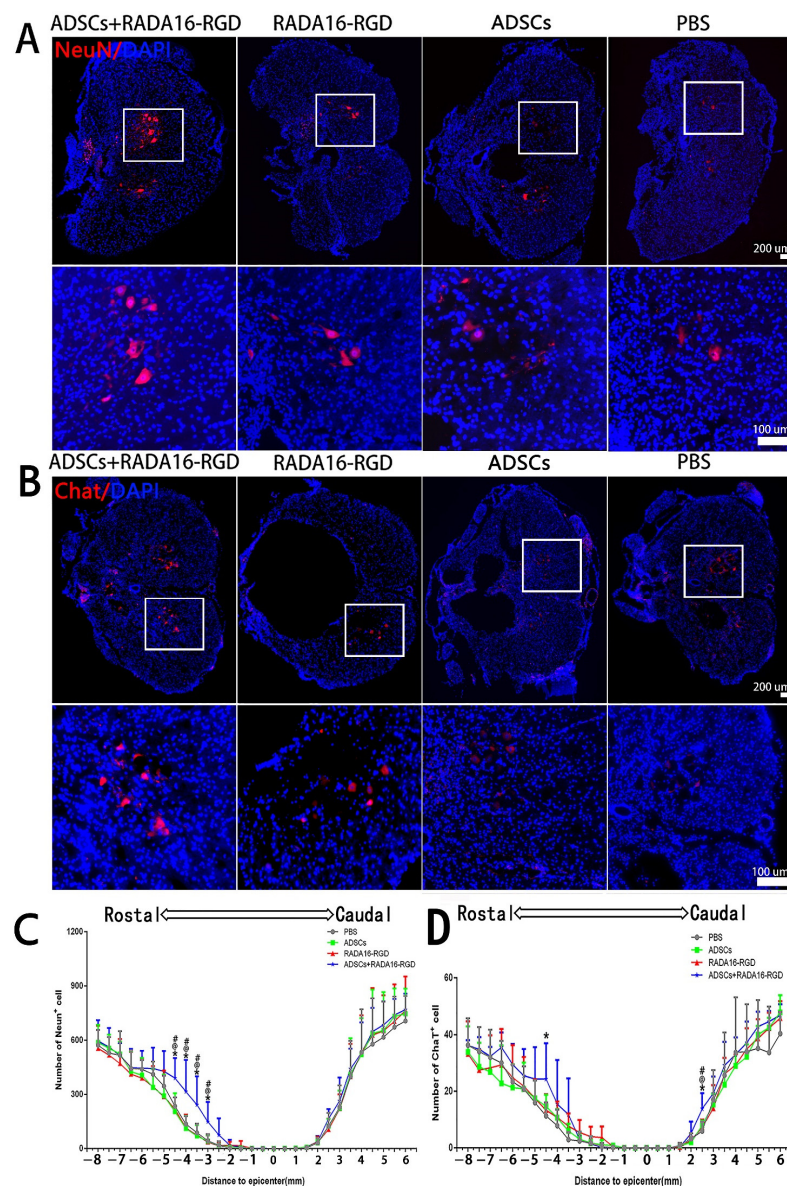 A
ADSCs+RADA16-RGD RADA16-RGD ADSCs PBS
NeuN/DAPI
200 um
100 um
B
ADSCs+RADA16-RGD RADA16-RGD ADSCs PBS
Chat/DAPI
200 um
100 um
C
Rostal Caudal
PBS
ADSCs
RADA16-RGD
ADSCs+RADA16-RGD
Number of Neun+ cell
1200
900
600
300
0
#
@
*
#
@
*
#
@
*
#
@
*
-8 -7 -6 -5 -4 -3 -2 -1 0 1 2 3 4 5 6
Distance to epicenter(mm)
D
Rostal Caudal
PBS
ADSCs
RADA16-RGD
ADSCs+RADA16-RGD
Number of ChaT+ cell
60
40
20
0
*
#
@
*
-8 -7 -6 -5 -4 -3 -2 -1 0 1 2 3 4 5 6
Distance to epicenter(mm)